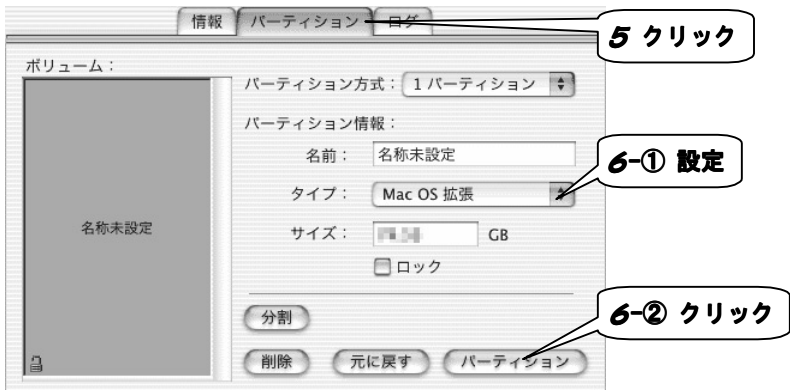 情報
パーティション
ログ
5 クリック
ボリューム：
パーティション方式：
1 パーティション
パーティション情報：
名前：
名称未設定
6-① 設定
タイプ：
Mac OS 拡張
名称未設定
サイズ：
GB
ロック
分割
6-② クリック
削除
元に戻す
パーティション